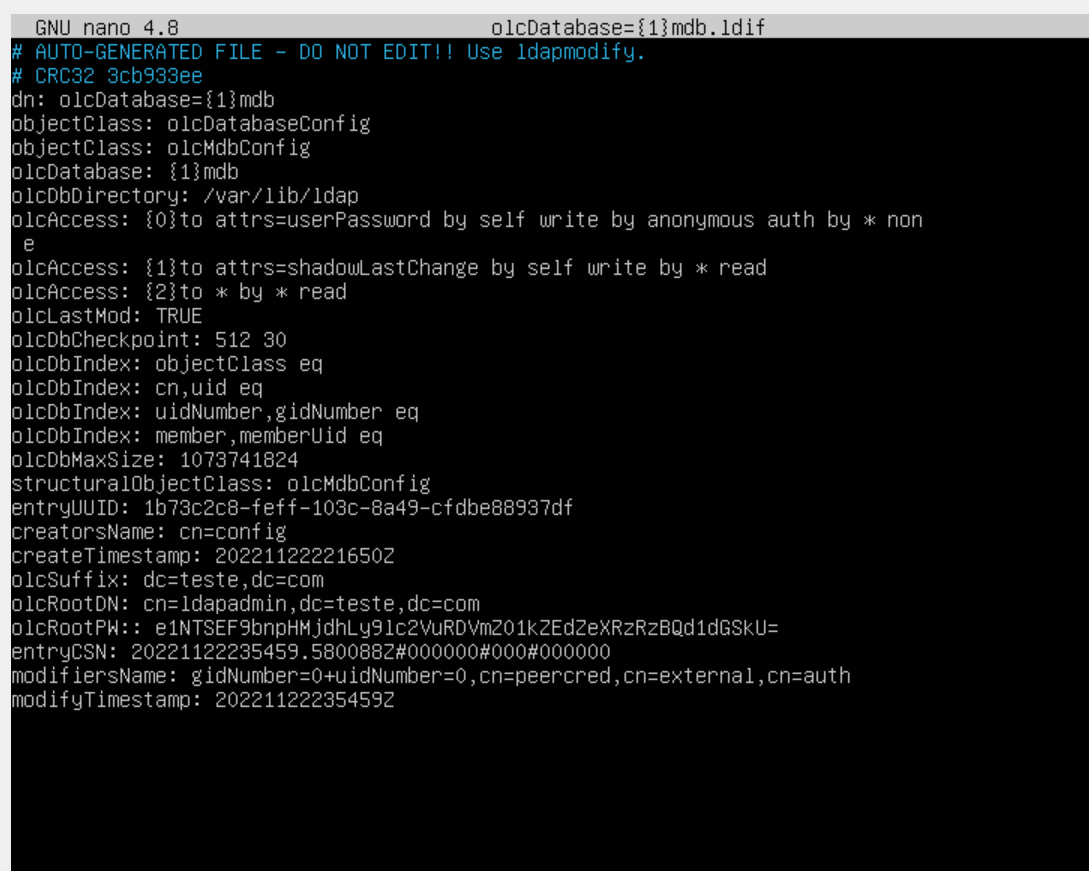 GNU nano 4.8 olcDatabase={1}mdb.ldif
# AUTO-GENERATED FILE - DO NOT EDIT!! Use ldapmodify.
# CRC32 3cb933ee
dn: olcDatabase={1}mdb
objectClass: olcDatabaseConfig
objectClass: olcMdbConfig
olcDatabase: {1}mdb
olcDbDirectory: /var/lib/ldap
olcAccess: {0}to attrs=userPassword by self write by anonymous auth by * non
 e
olcAccess: {1}to attrs=shadowLastChange by self write by * read
olcAccess: {2}to * by * read
olcLastMod: TRUE
olcDbCheckpoint: 512 30
olcDbIndex: objectClass eq
olcDbIndex: cn,uid eq
olcDbIndex: uidNumber,gidNumber eq
olcDbIndex: member,memberUid eq
olcDbMaxSize: 1073741824
structuralObjectClass: olcMdbConfig
entryUUID: 1b73c2c8-feff-103c-8a49-cfdbe88937df
creatorsName: cn=config
createTimestamp: 20221122221650Z
olcSuffix: dc=teste,dc=com
olcRootDN: cn=ldapadmin,dc=teste,dc=com
olcRootPW:: e1NTSEF9bnpHMjdhLy9lc2VuRDVmZ01kZEdZeXRzRzBQd1dGSkU=
entryCSN: 20221122235459.580088Z#000000#000#000000
modifiersName: gidNumber=0+uidNumber=0,cn=peercred,cn=external,cn=auth
modifyTimestamp: 20221122235459Z